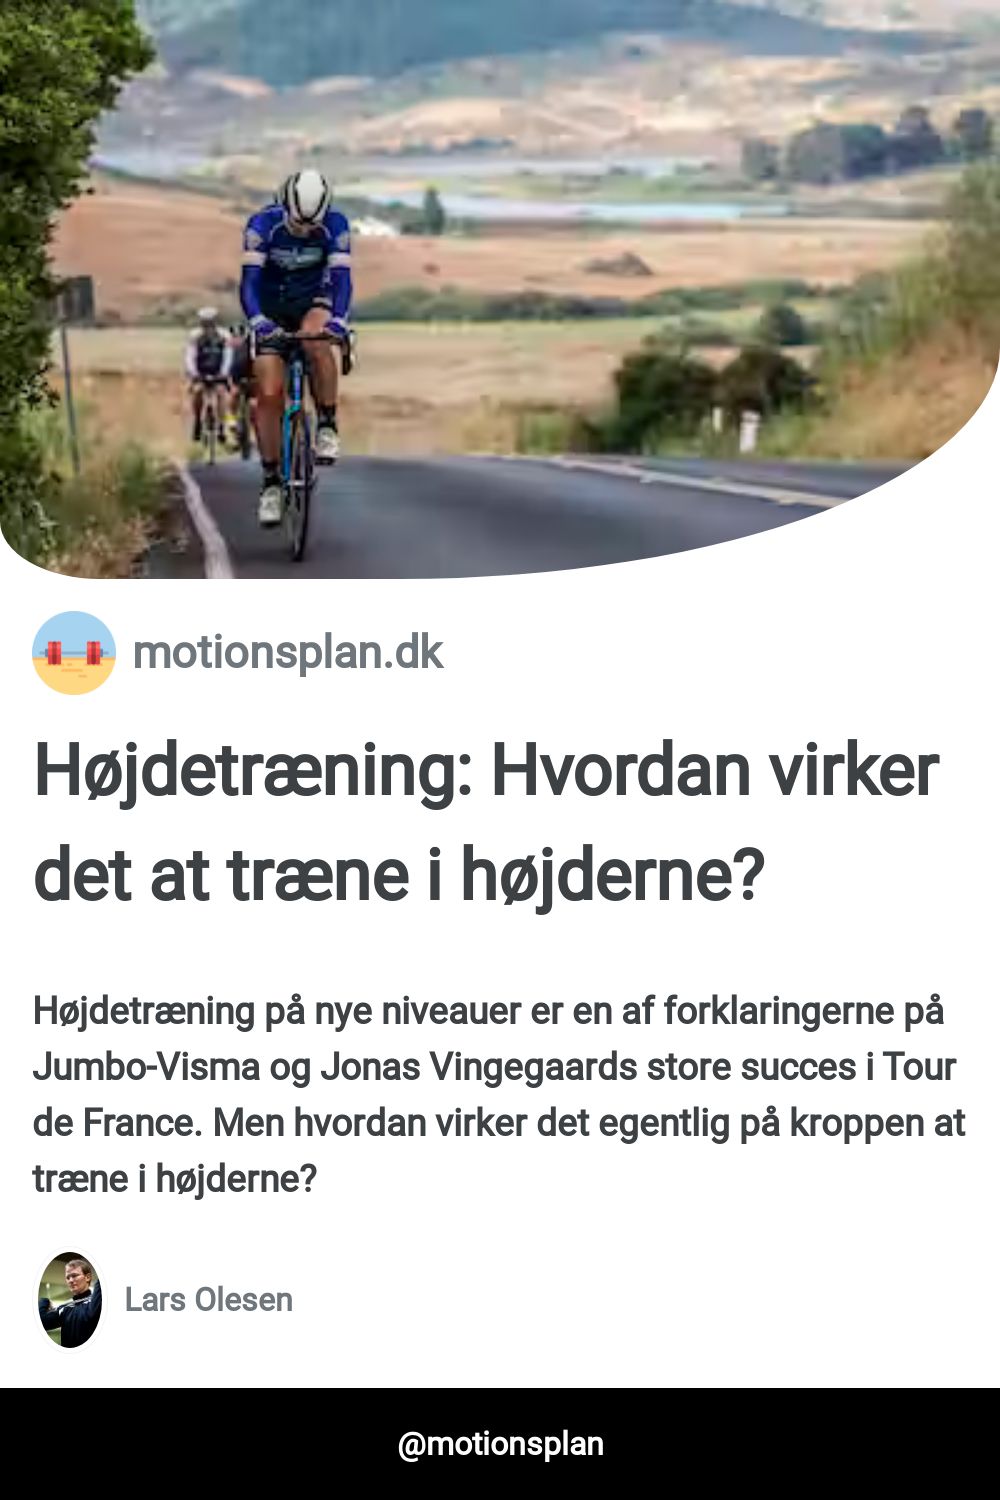 motionsplan.dk
Højdetræning: Hvordan virker
det at træne i højderne?
Højdetræning på nye niveauer er en af forklaringerne på
Jumbo-Visma og Jonas Vingegaards store succes i Tour
de France. Men hvordan virker det egentlig på kroppen at
træne i højderne?
Lars Olesen
@motionsplan